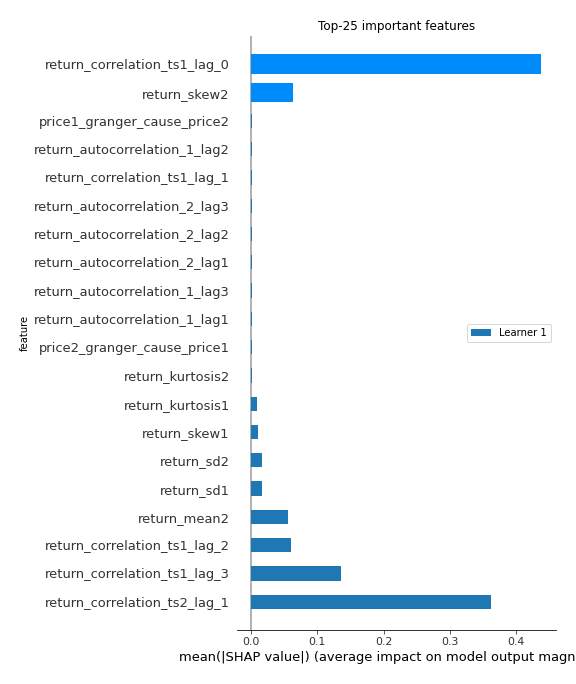 Top-25 important features
return_correlation_ts1_lag_0
return_skew2
price1_granger_cause_price2
return_autocorrelation_1_lag2
return_correlation_ts1_lag_1
return_autocorrelation_2_lag3
return_autocorrelation_2_lag2
return_autocorrelation_2_lag1
return_autocorrelation_1_lag3
return_autocorrelation_1_lag1
price2_granger_cause_price1
return_kurtosis2
return_kurtosis1
return_skew1
return_sd2
return_sd1
return_mean2
return_correlation_ts1_lag_2
return_correlation_ts1_lag_3
return_correlation_ts2_lag_1
feature
Learner 1
0.0 0.1 0.2 0.3 0.4
mean(|SHAP value|) (average impact on model output magn